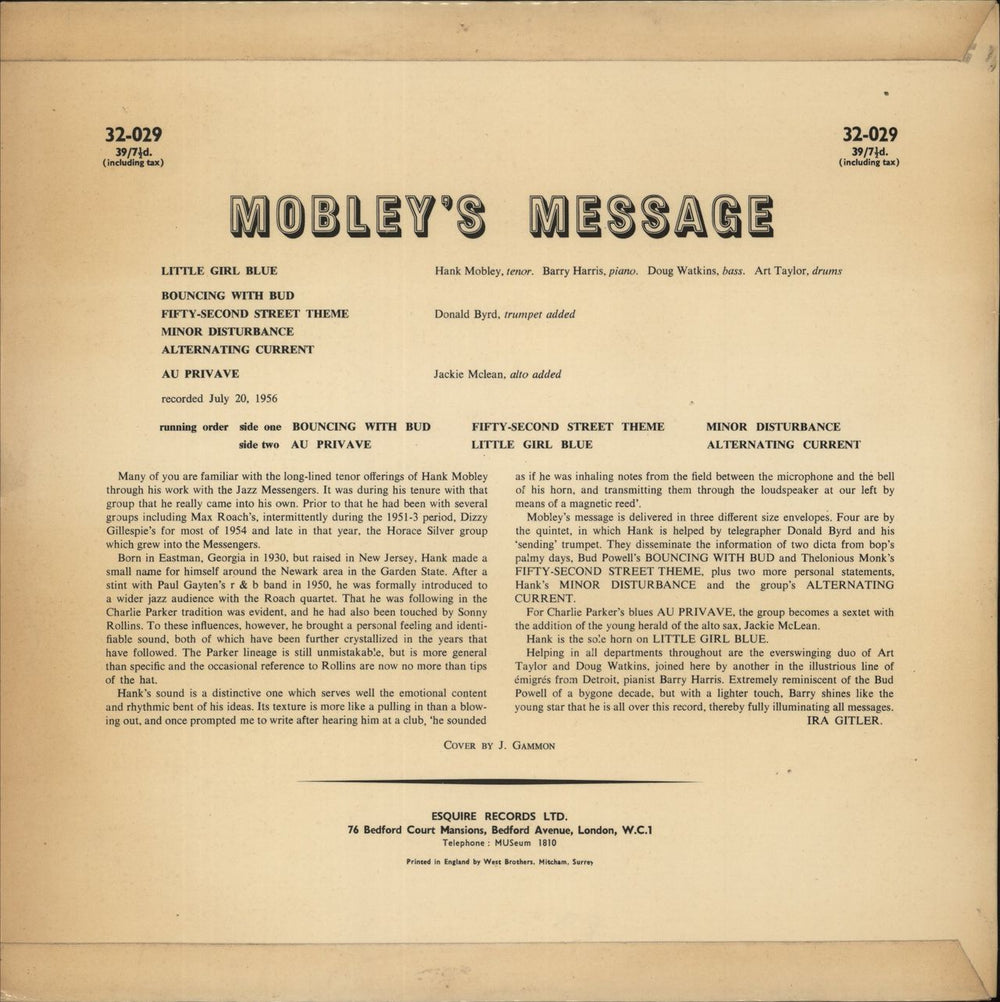 32-029
39/7½d.
(including tax)
32-029
39/7½d.
(including tax)
MOBLEY'S MESSAGE
LITTLE GIRL BLUE Hank Mobley, tenor. Barry Harris, piano. Doug Watkins, bass. Art Taylor, drums
BOUNCING WITH BUD
FIFTY-SECOND STREET THEME Donald Byrd, trumpet added
MINOR DISTURBANCE
ALTERNATING CURRENT
AU PRIVAVE Jackie Mclean, alto added
recorded July 20, 1956
running order side one BOUNCING WITH BUD FIFTY-SECOND STREET THEME MINOR DISTURBANCE
side two AU PRIVAVE LITTLE GIRL BLUE ALTERNATING CURRENT
Many of you are familiar with the long-lined tenor offerings of Hank Mobley
through his work with the Jazz Messengers. It was during his tenure with that
group that he really came into his own. Prior to that he had been with several
groups including Max Roach's, intermittently during the 1951-3 period, Dizzy
Gillespie's for most of 1954 and late in that year, the Horace Silver group
which grew into the Messengers.
Born in Eastman, Georgia in 1930, but raised in New Jersey, Hank made a
small name for himself around the Newark area in the Garden State. After a
stint with Paul Gayten's r & b band in 1950, he was formally introduced to
a wider jazz audience with the Roach quartet. That he was following in the
Charlie Parker tradition was evident, and he had also been touched by Sonny
Rollins. To these influences, however, he brought a personal feeling and identi-
fiable sound, both of which have been further crystallized in the years that
have followed. The Parker lineage is still unmistakable, but is more general
than specific and the occasional reference to Rollins are now no more than tips
of the hat.
Hank's sound is a distinctive one which serves well the emotional content
and rhythmic bent of his ideas. Its texture is more like a pulling in than a blow-
ing out, and once prompted me to write after hearing him at a club, 'he sounded
as if he was inhaling notes from the field between the microphone and the bell
of his horn, and transmitting them through the loudspeaker at our left by
means of a magnetic reed'.
Mobley's message is delivered in three different size envelopes. Four are by
the quintet, in which Hank is helped by telegrapher Donald Byrd and his
'sending' trumpet. They disseminate the information of two dicta from bop's
palmy days, Bud Powell's BOUNCING WITH BUD and Thelonious Monk's
FIFTY-SECOND STREET THEME, plus two more personal statements,
Hank's MINOR DISTURBANCE and the group's ALTERNATING
CURRENT.
For Charlie Parker's blues AU PRIVAVE, the group becomes a sextet with
the addition of the young herald of the alto sax, Jackie McLean.
Hank is the sole horn on LITTLE GIRL BLUE.
Helping in all departments throughout are the everswinging duo of Art
Taylor and Doug Watkins, joined here by another in the illustrious line of
émigrés from Detroit, pianist Barry Harris. Extremely reminiscent of the Bud
Powell of a bygone decade, but with a lighter touch, Barry shines like the
young star that he is all over this record, thereby fully illuminating all messages.
IRA GITLER.
COVER BY J. GAMMON
ESQUIRE RECORDS LTD.
76 Bedford Court Mansions, Bedford Avenue, London, W.C.1
Telephone : MUSeum 1810
Printed in England by West Brothers, Mitcham, Surrey